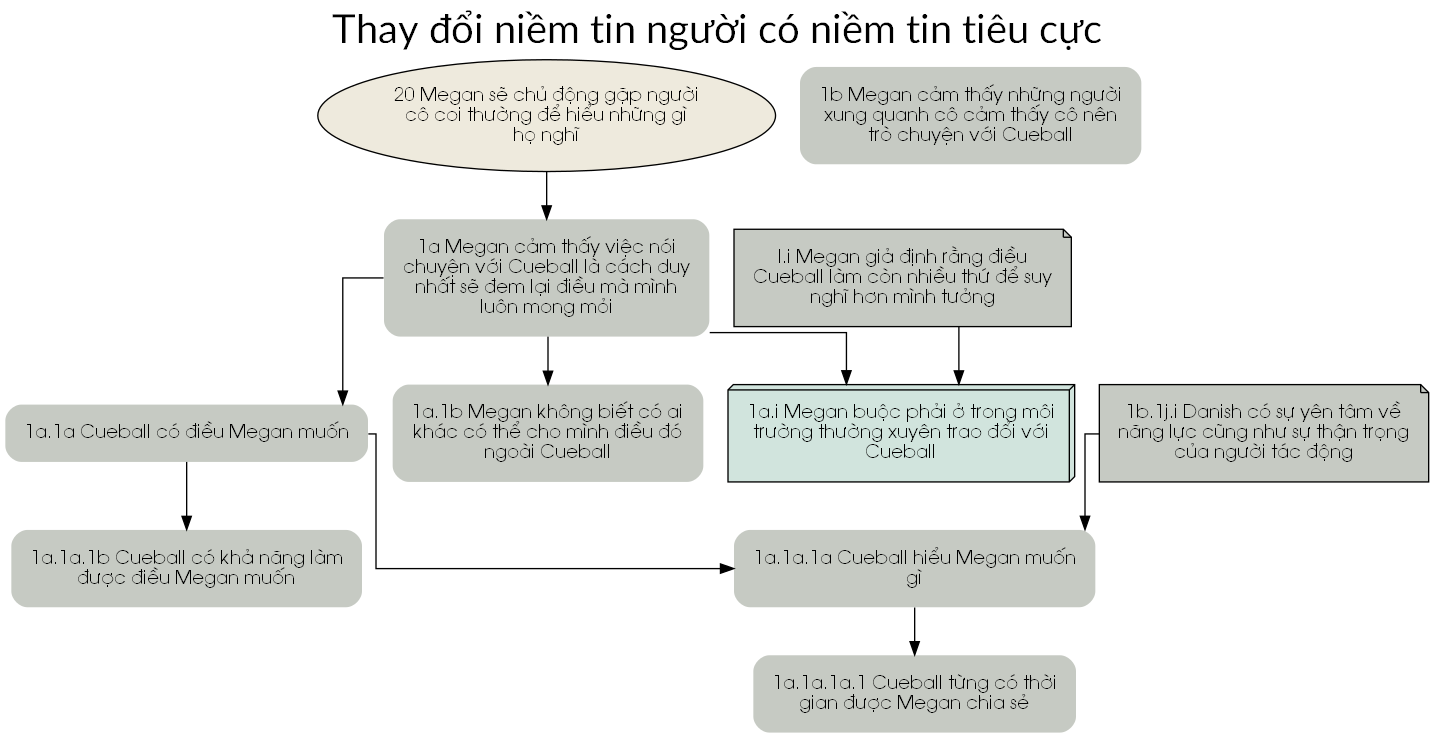 Thay đổi niềm tin người có niềm tin tiêu cực
20 Megan sẽ chủ động gặp người
cô coi thường để hiểu những gì
họ nghĩ
1b Megan cảm thấy những người
xung quanh cô cảm thấy cô nên
trò chuyện với Cueball
1a Megan cảm thấy việc nói
chuyện với Cueball là cách duy
nhất sẽ đem lại điều mà mình
luôn mong mỏi
I.i Megan giả định rằng điều
Cueball làm còn nhiều thứ để suy
nghĩ hơn mình tưởng
1a.1a Cueball có điều Megan muốn
1a.1b Megan không biết có ai
khác có thể cho mình điều đó
ngoài Cueball
1a.i Megan buộc phải ở trong môi
trường thường xuyên trao đổi với
Cueball
1b.1j.i Danish có sự yên tâm về
năng lực cũng như sự thận trọng
của người tác động
1a.1a.1b Cueball có khả năng làm
được điều Megan muốn
1a.1a.1a Cueball hiểu Megan muốn
gì
1a.1a.1a.1 Cueball từng có thời
gian được Megan chia sẻ